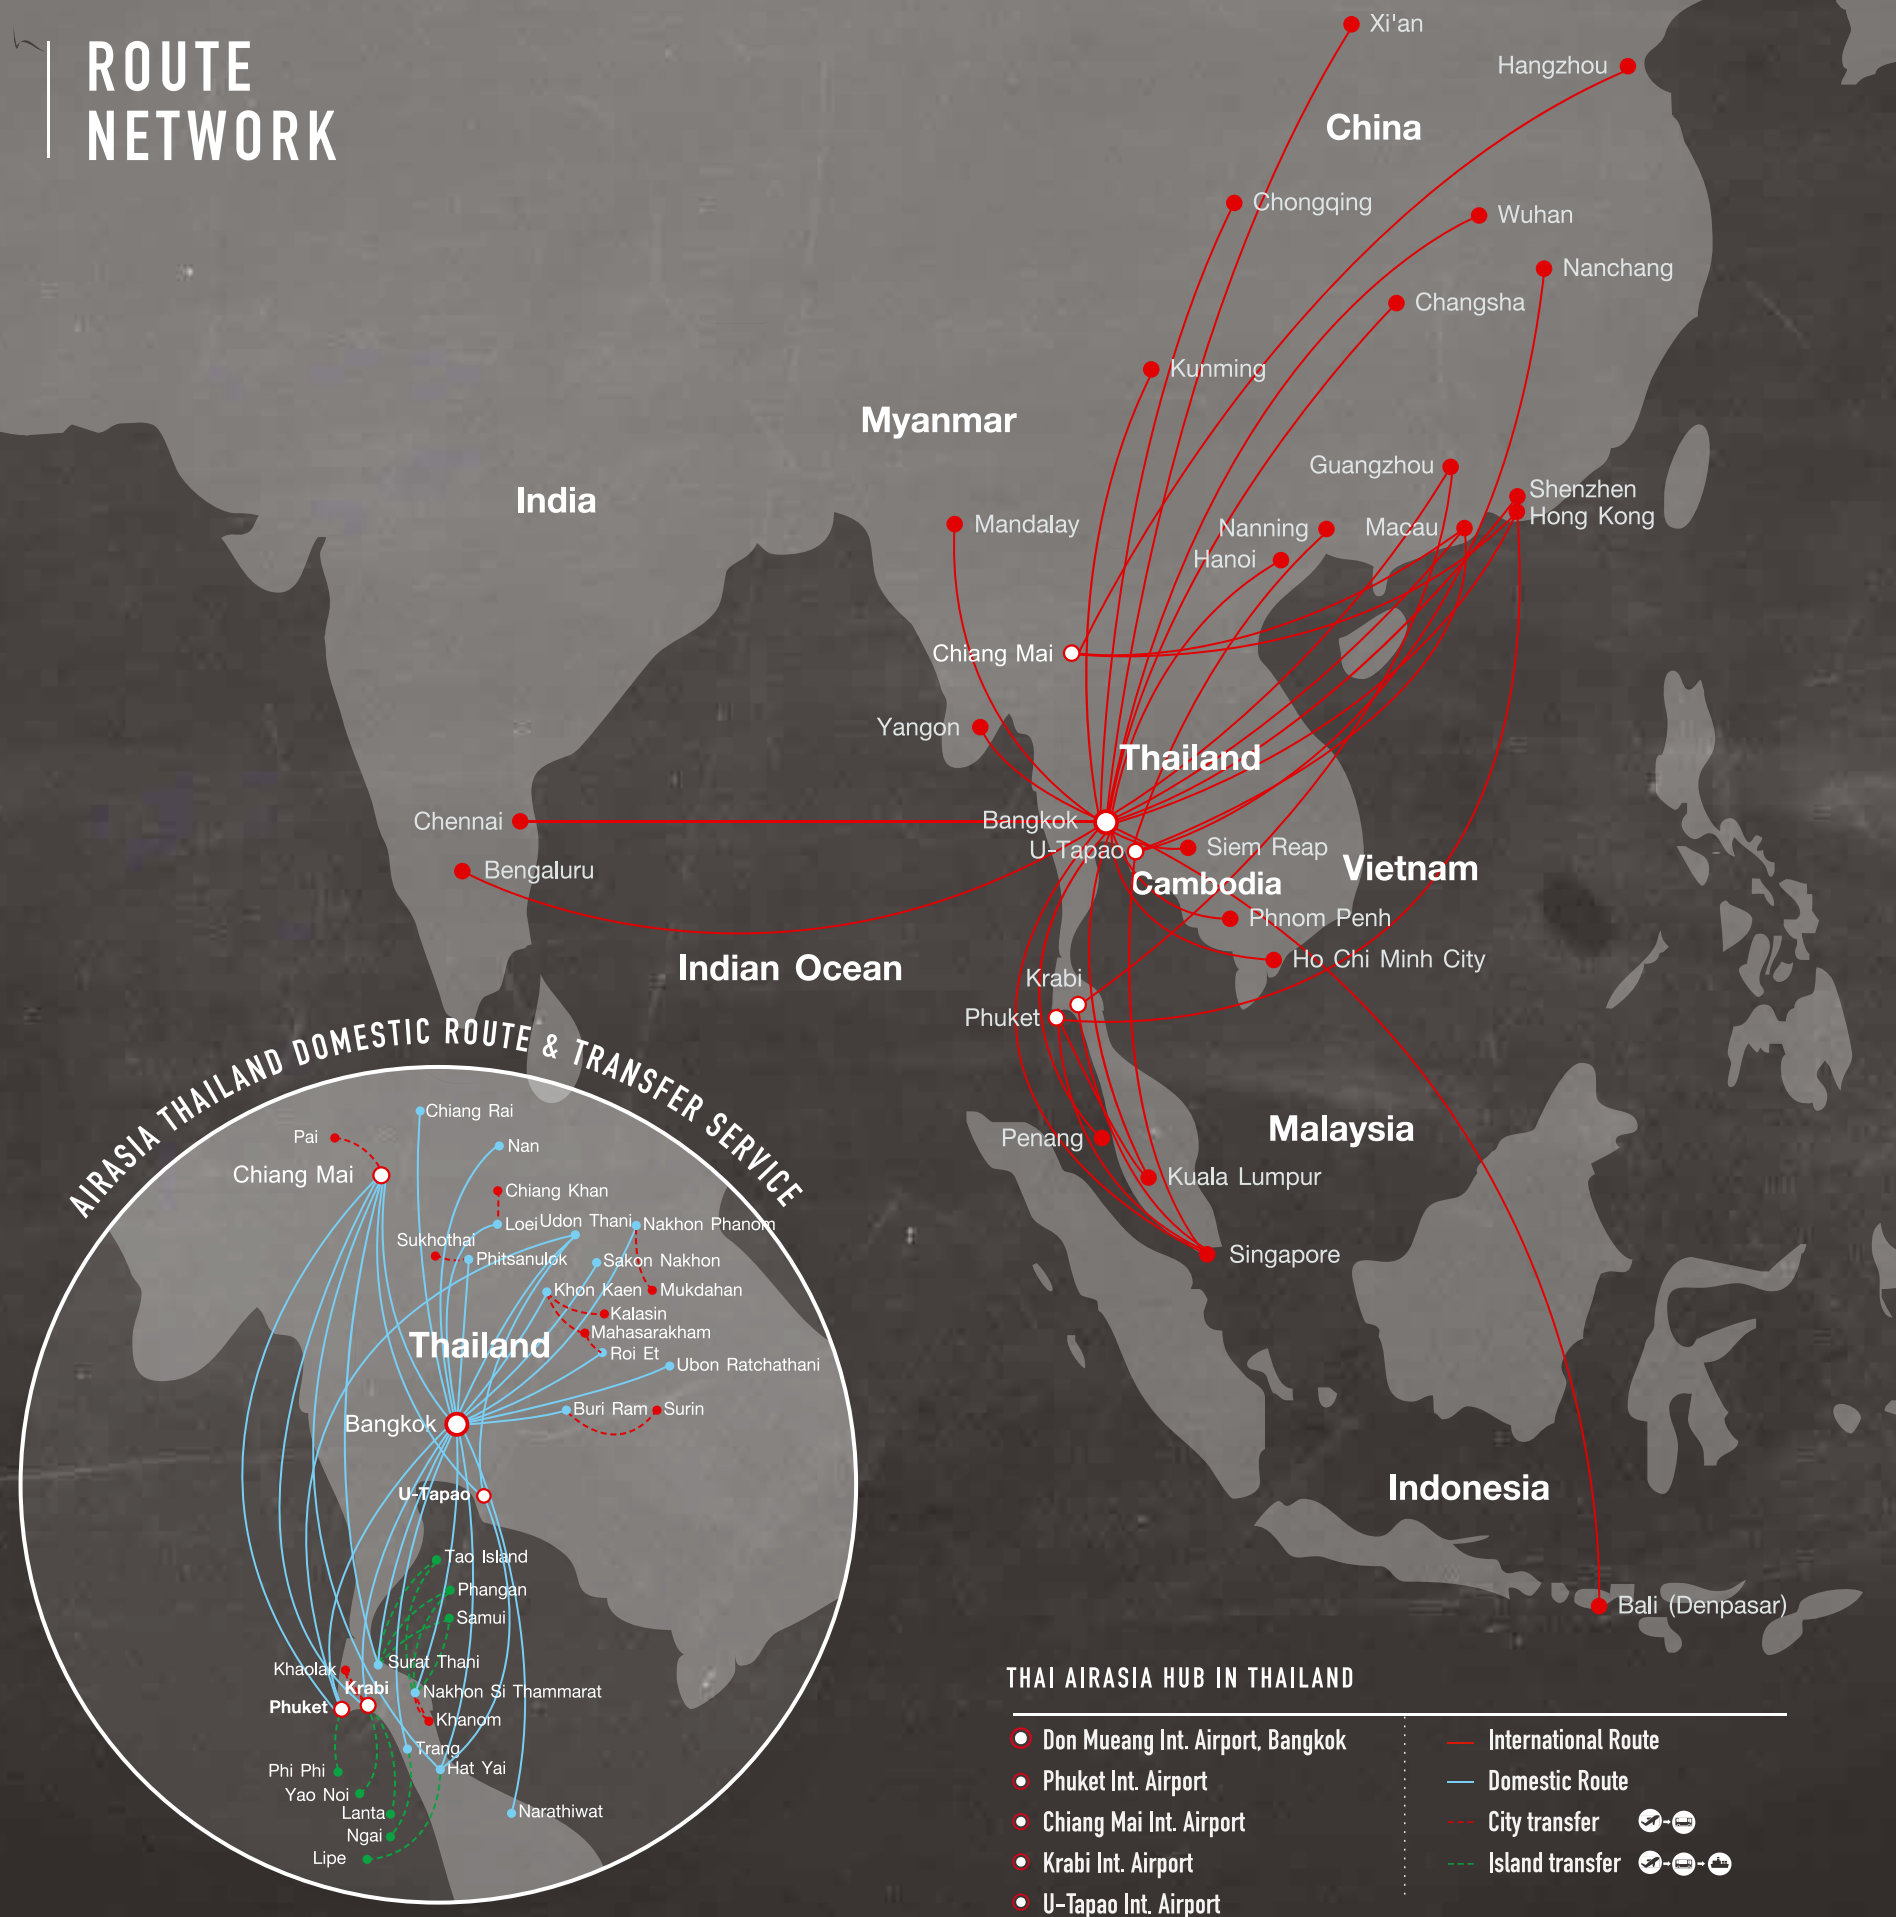 ROUTE
NETWORK
Xi'an
Hangzhou
China
Chongqing
Wuhan
Nanchang
Changsha
Kunming
Myanmar
Guangzhou
India
Shenzhen
Hong Kong
Mandalay
Nanning
Macau
Hanoi
Chiang Mai
Yangon
Thailand
Chennai
Bangkok
Siem Reap
U-Tapao
Bengaluru
Vietnam
Cambodia
Phnom Penh
Indian Ocean
Ho Chi Minh City
Krabi
Phuket
Malaysia
Penang
Kuala Lumpur
Singapore
Indonesia
Bali (Denpasar)
AIRASIA THAILAND DOMESTIC ROUTE & TRANSFER SERVICE
Chiang Rai
Pai
Nan
Chiang Mai
Chiang Khan
Loei
Udon Thani
Nakhon Phanom
Sukhothai
Phitsanulok
Sakon Nakhon
Khon Kaen
Mukdahan
Kalasin
Mahasarakham
Thailand
Roi Et
Ubon Ratchathani
Buri Ram
Surin
Bangkok
U-Tapao
Tao Island
Phangan
Samui
Surat Thani
Khaolak
Krabi
Nakhon Si Thammarat
Phuket
Khanom
Trang
Hat Yai
Phi Phi
Yao Noi
Lanta
Narathiwat
Ngai
Lipe
THAI AIRASIA HUB IN THAILAND
Don Mueang Int. Airport, Bangkok
Phuket Int. Airport
Chiang Mai Int. Airport
Krabi Int. Airport
U-Tapao Int. Airport
International Route
Domestic Route
City transfer
Island transfer